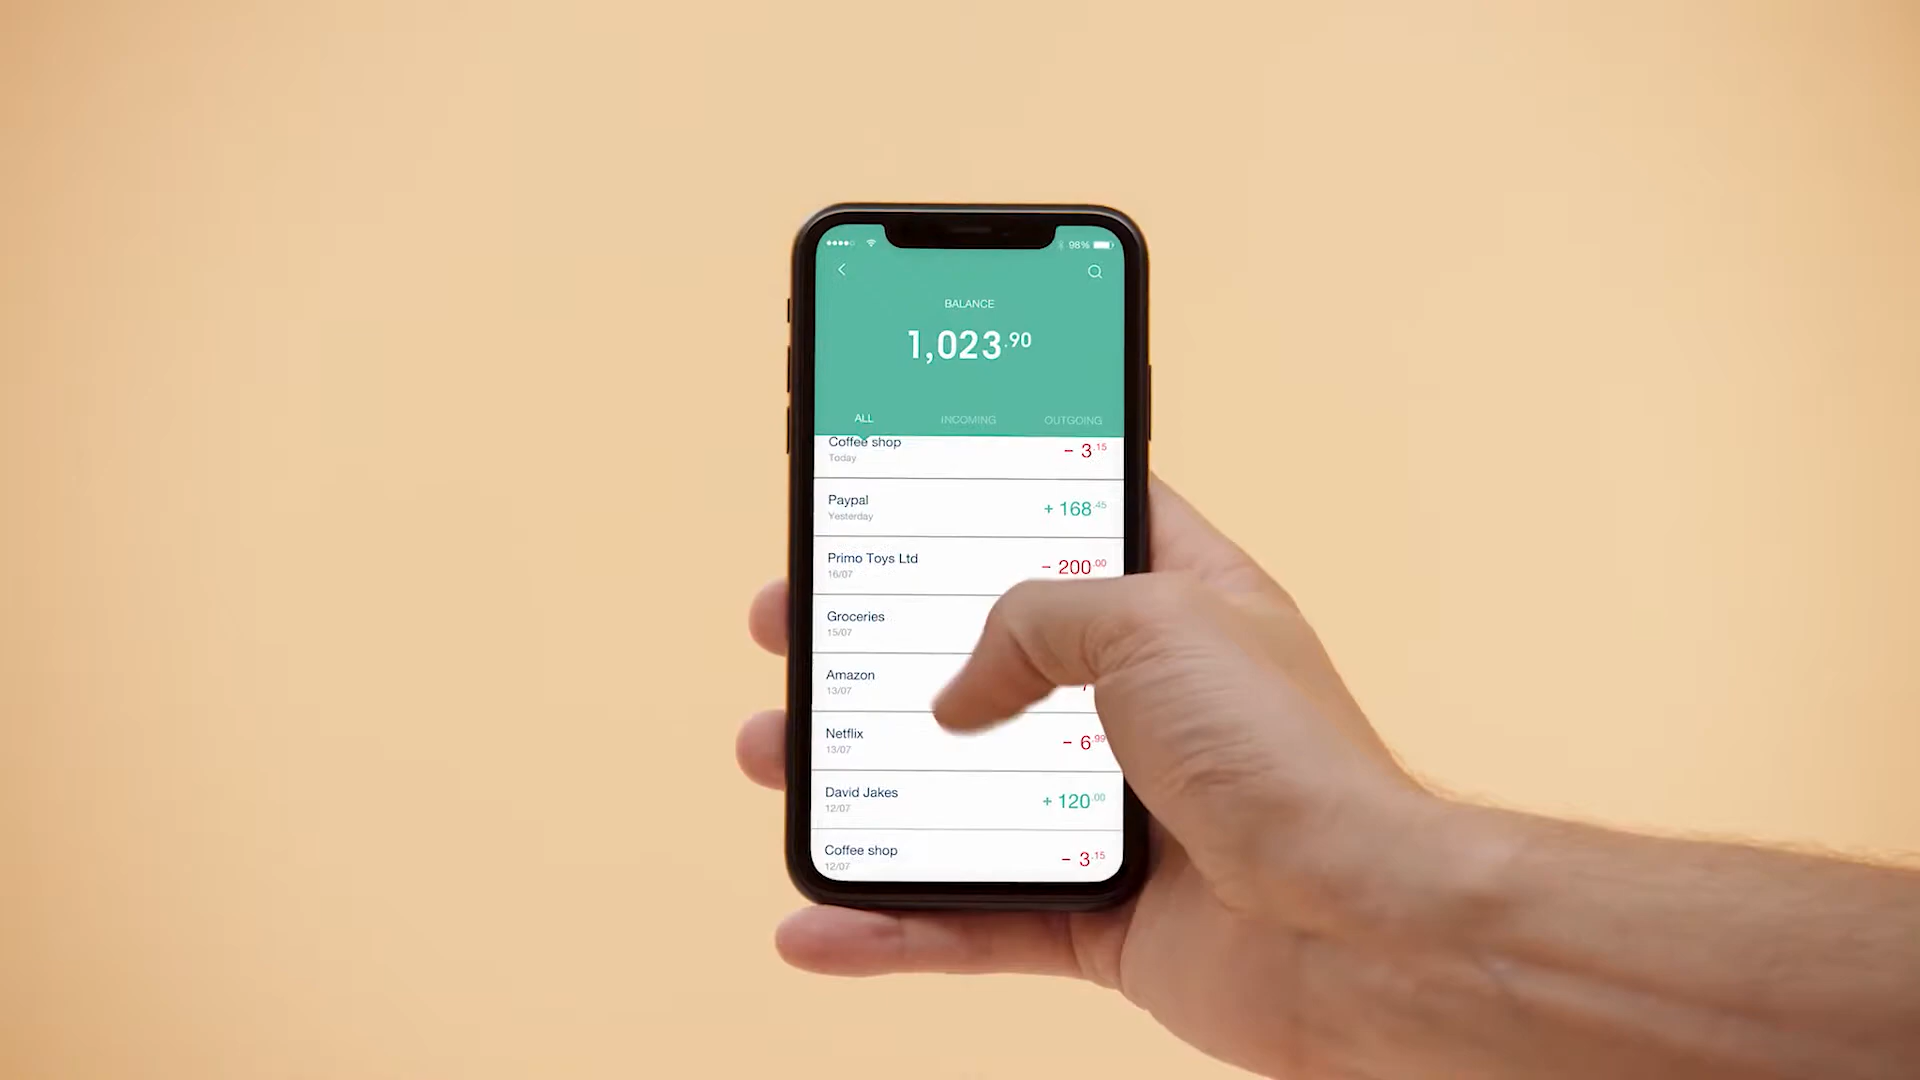 98%
BALANCE
1,023.90
ALL INCOMING OUTGOING
Coffee shop
Today
- 3.15
Paypal
Yesterday
+ 168.45
Primo Toys Ltd
16/07
- 200.00
Groceries
15/07
Amazon
13/07
Netflix
13/07
- 6.99
David Jakes
12/07
+ 120.00
Coffee shop
12/07
- 3.15